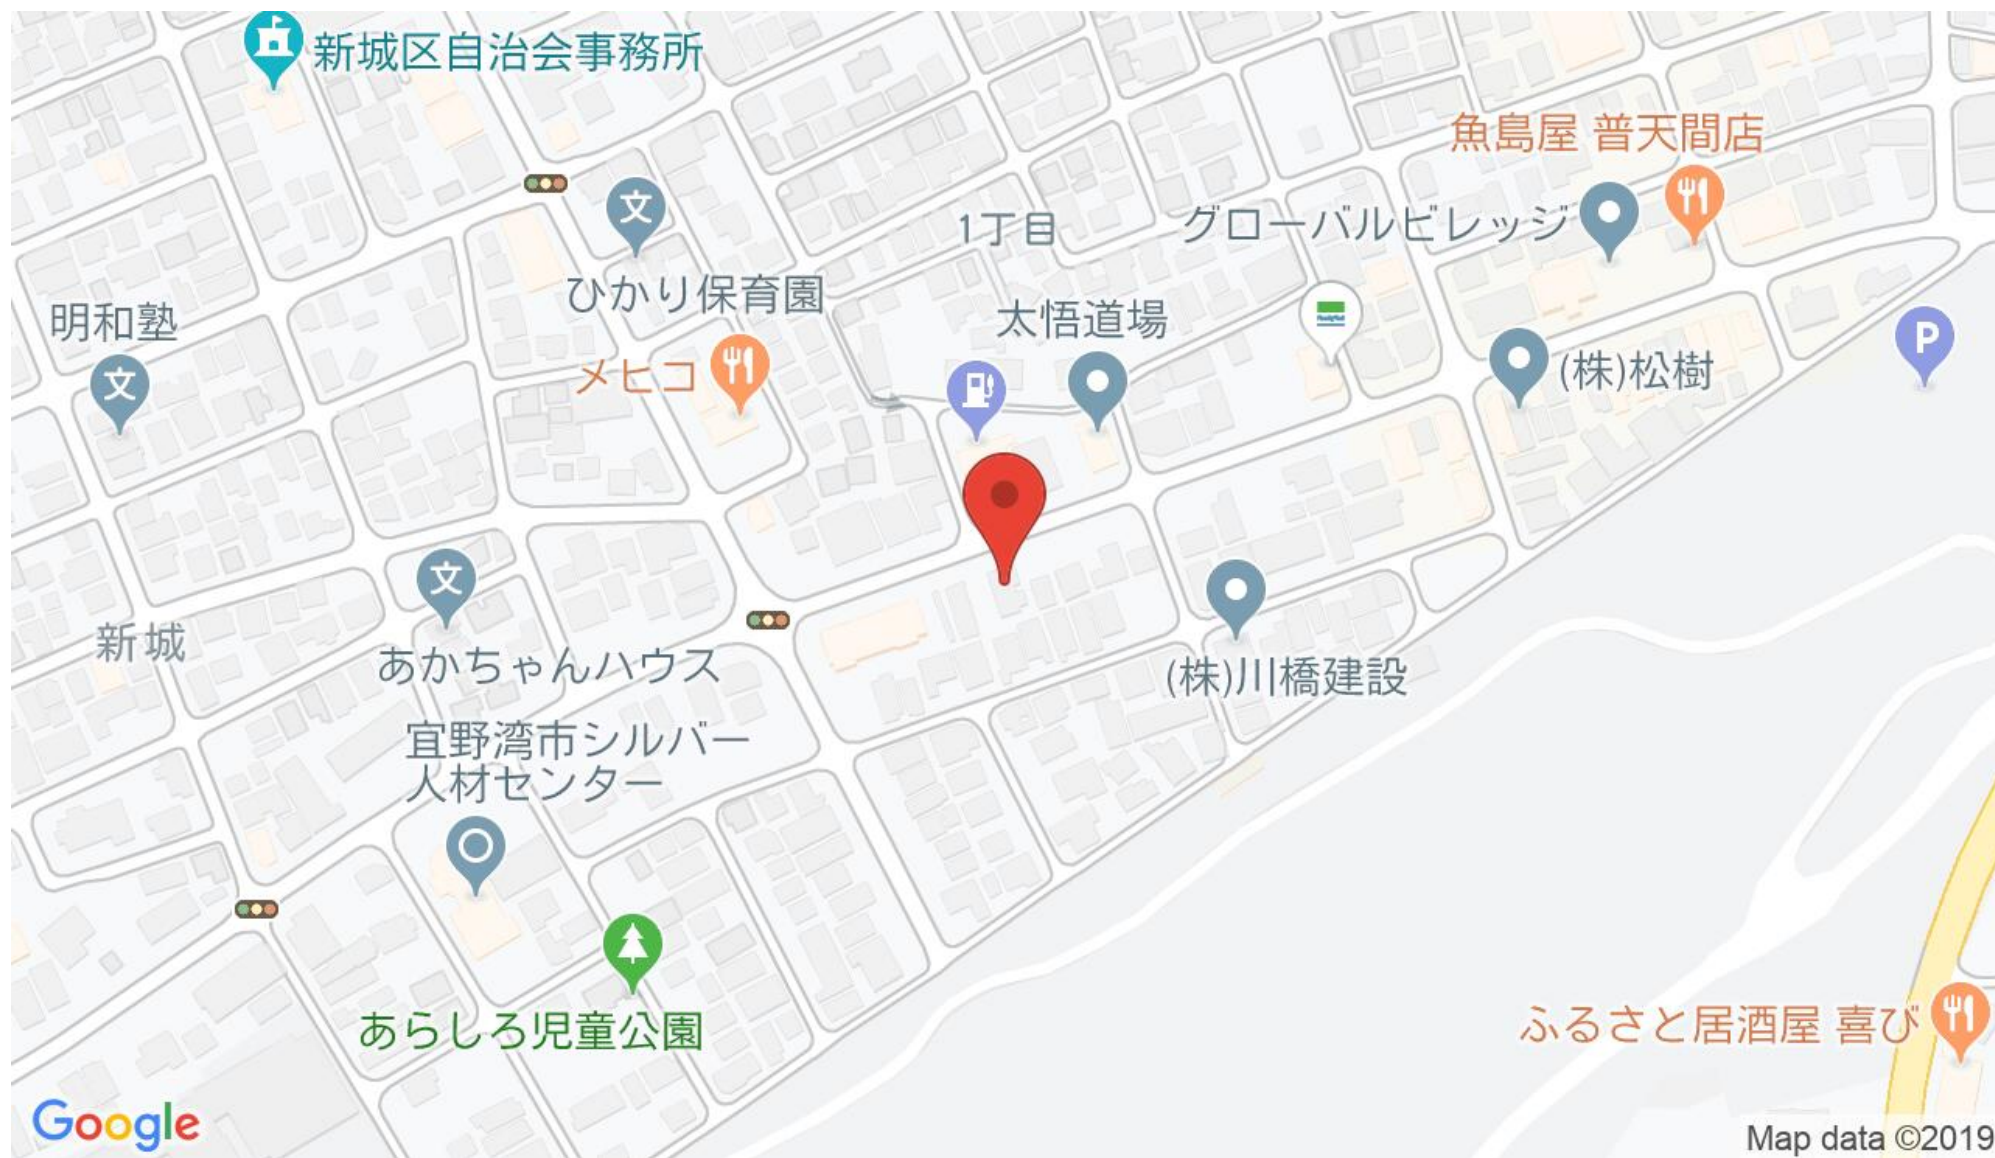 新城区自治会事務所
魚島屋 普天間店
1丁目
グローバルビレッジ
ひかり保育園
太悟道場
明和塾
メヒコ
(株)松樹
P
文
文
文
新城
あかちゃんハウス
(株)川橋建設
宜野湾市シルバー
人材センター
あらしろ児童公園
ふるさと居酒屋 喜び
Google
Map data ©2019